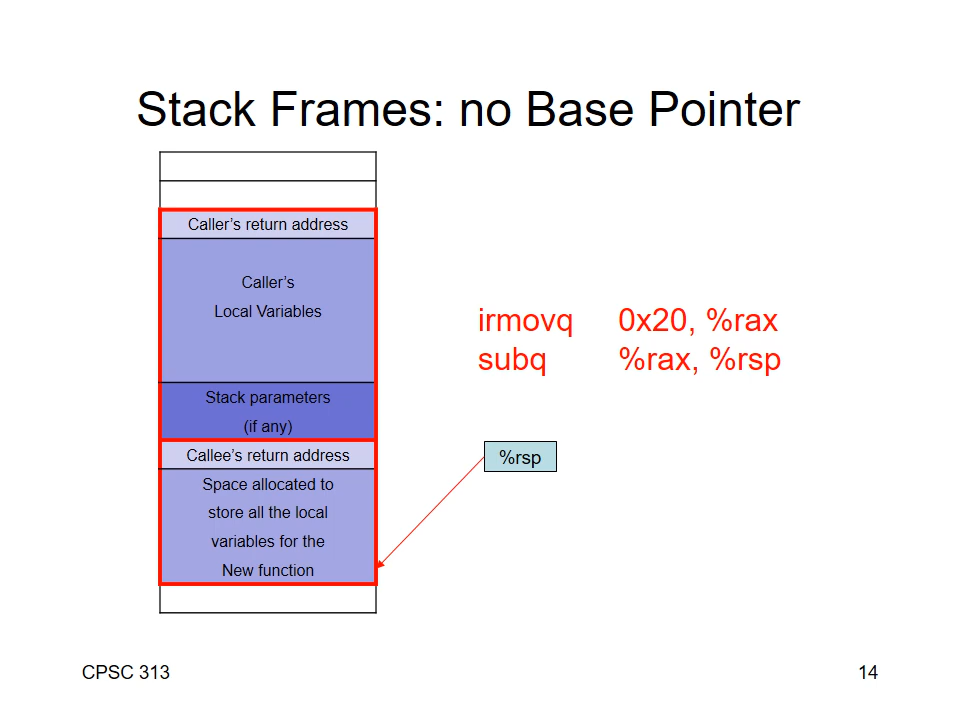 Stack Frames: no Base Pointer
Caller's return address
Caller's
Local Variables
Stack parameters
(if any)
Callee's return address
Space allocated to
store all the local
variables for the
New function
irmovq 0x20, %rax
subq %rax, %rsp
%rsp
CPSC 313
14